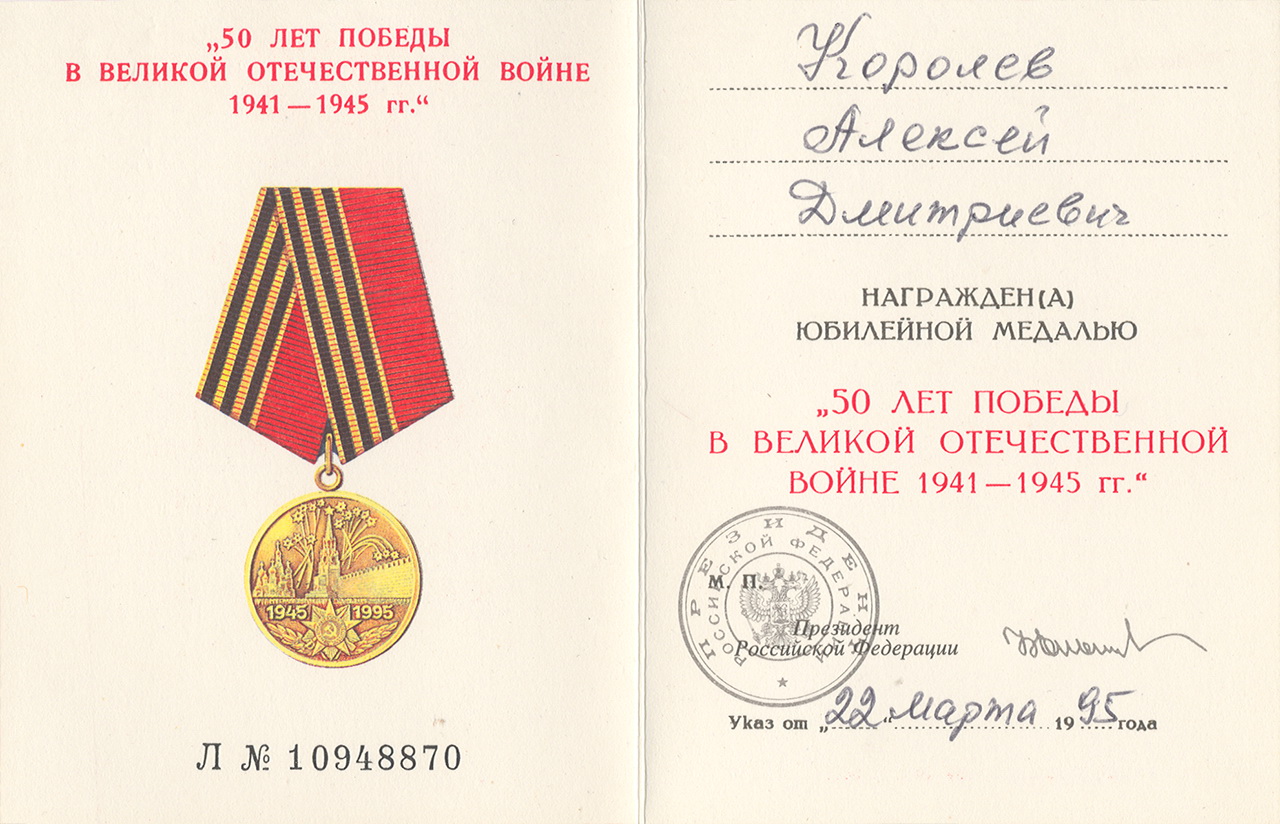 „50 ЛЕТ ПОБЕДЫ
В ВЕЛИКОЙ ОТЕЧЕСТВЕННОЙ ВОЙНЕ
1941—1945 гг.“
1945 1995
Л № 10948870
Королев
Алексей
Дмитриевич
НАГРАЖДЕН(А)
ЮБИЛЕЙНОЙ МЕДАЛЬЮ
„50 ЛЕТ ПОБЕДЫ
В ВЕЛИКОЙ ОТЕЧЕСТВЕННОЙ
ВОЙНЕ 1941—1945 гг.“
ПРЕЗИДЕНТ
РОССИЙСКОЙ ФЕДЕРАЦИИ
М. П.
Президент
Российской Федерации
Указ от „22“ марта 1995 года